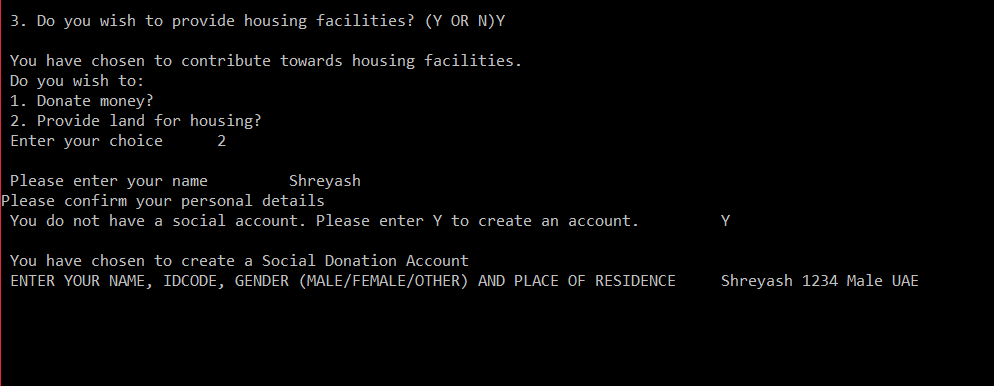 3. Do you wish to provide housing facilities? (Y OR N)Y
You have chosen to contribute towards housing facilities.
Do you wish to:
1. Donate money?
2. Provide land for housing?
Enter your choice 2
Please enter your name Shreyash
Please confirm your personal details
You do not have a social account. Please enter Y to create an account. Y
You have chosen to create a Social Donation Account
ENTER YOUR NAME, IDCODE, GENDER (MALE/FEMALE/OTHER) AND PLACE OF RESIDENCE Shreyash 1234 Male UAE